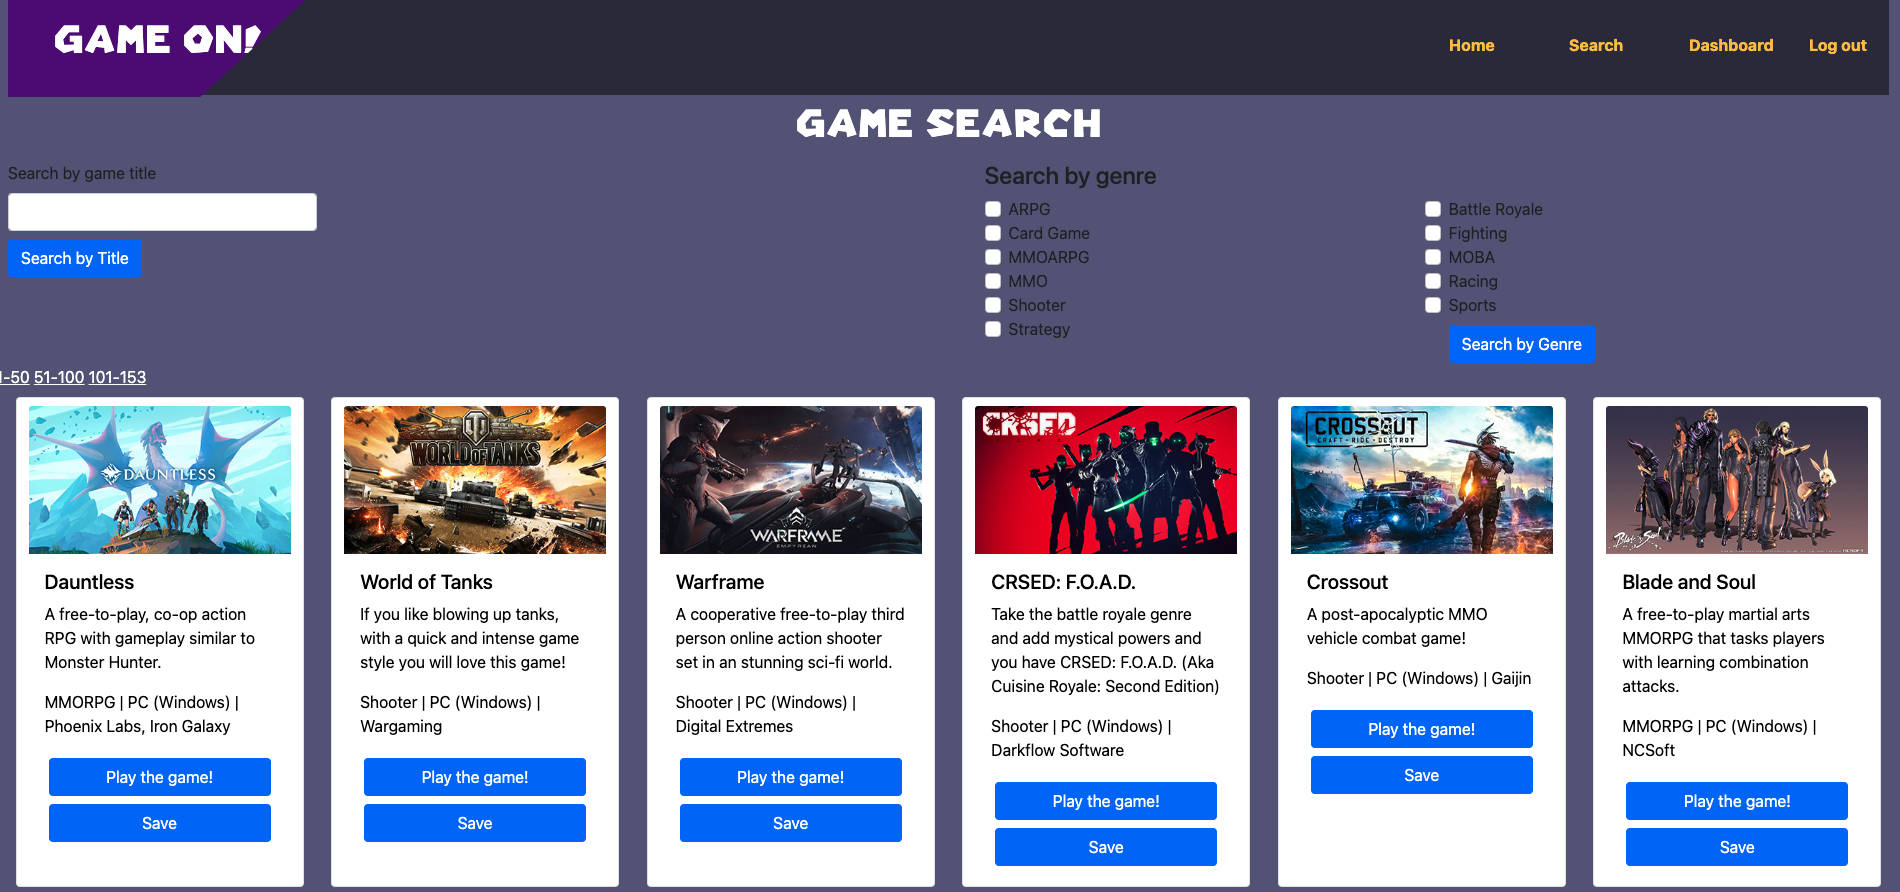 GAME ON!
Home Search Dashboard Log out
GAME SEARCH
Search by game title
Search by Title
Search by genre
ARPG
Card Game
MMOARPG
MMO
Shooter
Strategy
Battle Royale
Fighting
MOBA
Racing
Sports
Search by Genre
1-50 51-100 101-153
DAUNTLESS
Dauntless
A free-to-play, co-op action
RPG with gameplay similar to
Monster Hunter.
MMORPG | PC (Windows) |
Phoenix Labs, Iron Galaxy
Play the game!
Save
WORLD OF TANKS
World of Tanks
If you like blowing up tanks,
with a quick and intense game
style you will love this game!
Shooter | PC (Windows) |
Wargaming
Play the game!
Save
WARFRAME
EMPYREAN
Warframe
A cooperative free-to-play third
person online action shooter
set in an stunning sci-fi world.
Shooter | PC (Windows) |
Digital Extremes
Play the game!
Save
CRSED
CRSED: F.O.A.D.
Take the battle royale genre
and add mystical powers and
you have CRSED: F.O.A.D. (Aka
Cuisine Royale: Second Edition)
Shooter | PC (Windows) |
Darkflow Software
Play the game!
Save
CROSSOUT
CRAFT · RIDE · DESTROY
Crossout
A post-apocalyptic MMO
vehicle combat game!
Shooter | PC (Windows) | Gaijin
Play the game!
Save
Blade & Soul
Blade and Soul
A free-to-play martial arts
MMORPG that tasks players
with learning combination
attacks.
MMORPG | PC (Windows) |
NCSoft
Play the game!
Save